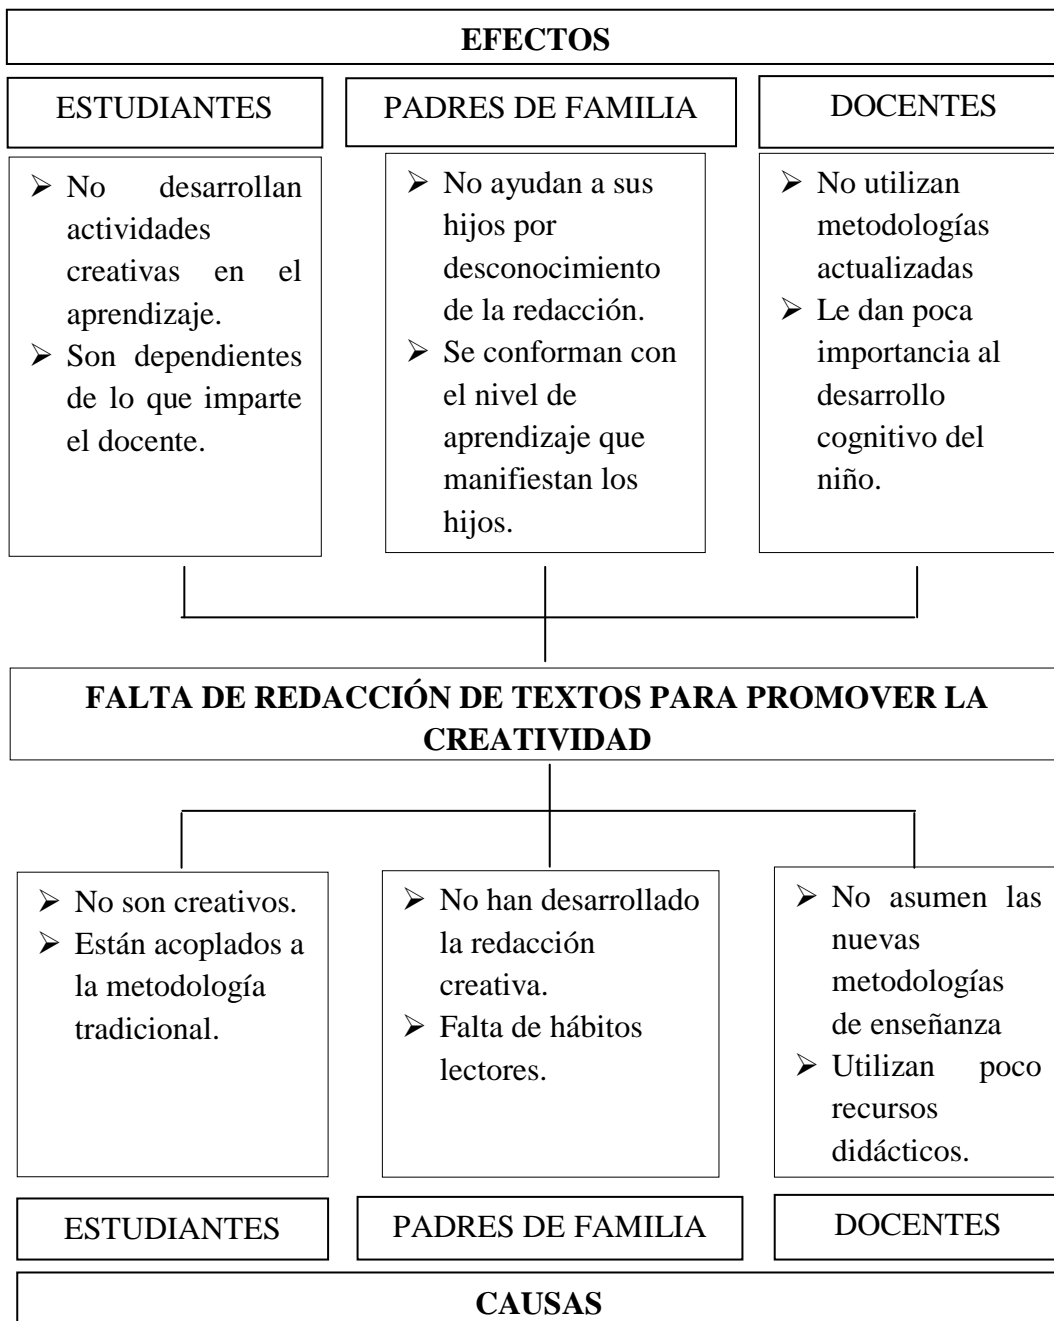 EFECTOS
ESTUDIANTES
PADRES DE FAMILIA
DOCENTES
➢ No desarrollan
actividades
creativas en el
aprendizaje.
➢ Son dependientes
de lo que imparte
el docente.
➢ No ayudan a sus
hijos por
desconocimiento
de la redacción.
➢ Se conforman con
el nivel de
aprendizaje que
manifiestan los
hijos.
➢ No utilizan
metodologías
actualizadas
➢ Le dan poca
importancia al
desarrollo
cognitivo del
niño.
FALTA DE REDACCIÓN DE TEXTOS PARA PROMOVER LA
CREATIVIDAD
➢ No son creativos.
➢ Están acoplados a
la metodología
tradicional.
➢ No han desarrollado
la redacción
creativa.
➢ Falta de hábitos
lectores.
➢ No asumen las
nuevas
metodologías
de enseñanza
➢ Utilizan poco
recursos
didácticos.
ESTUDIANTES
PADRES DE FAMILIA
DOCENTES
CAUSAS